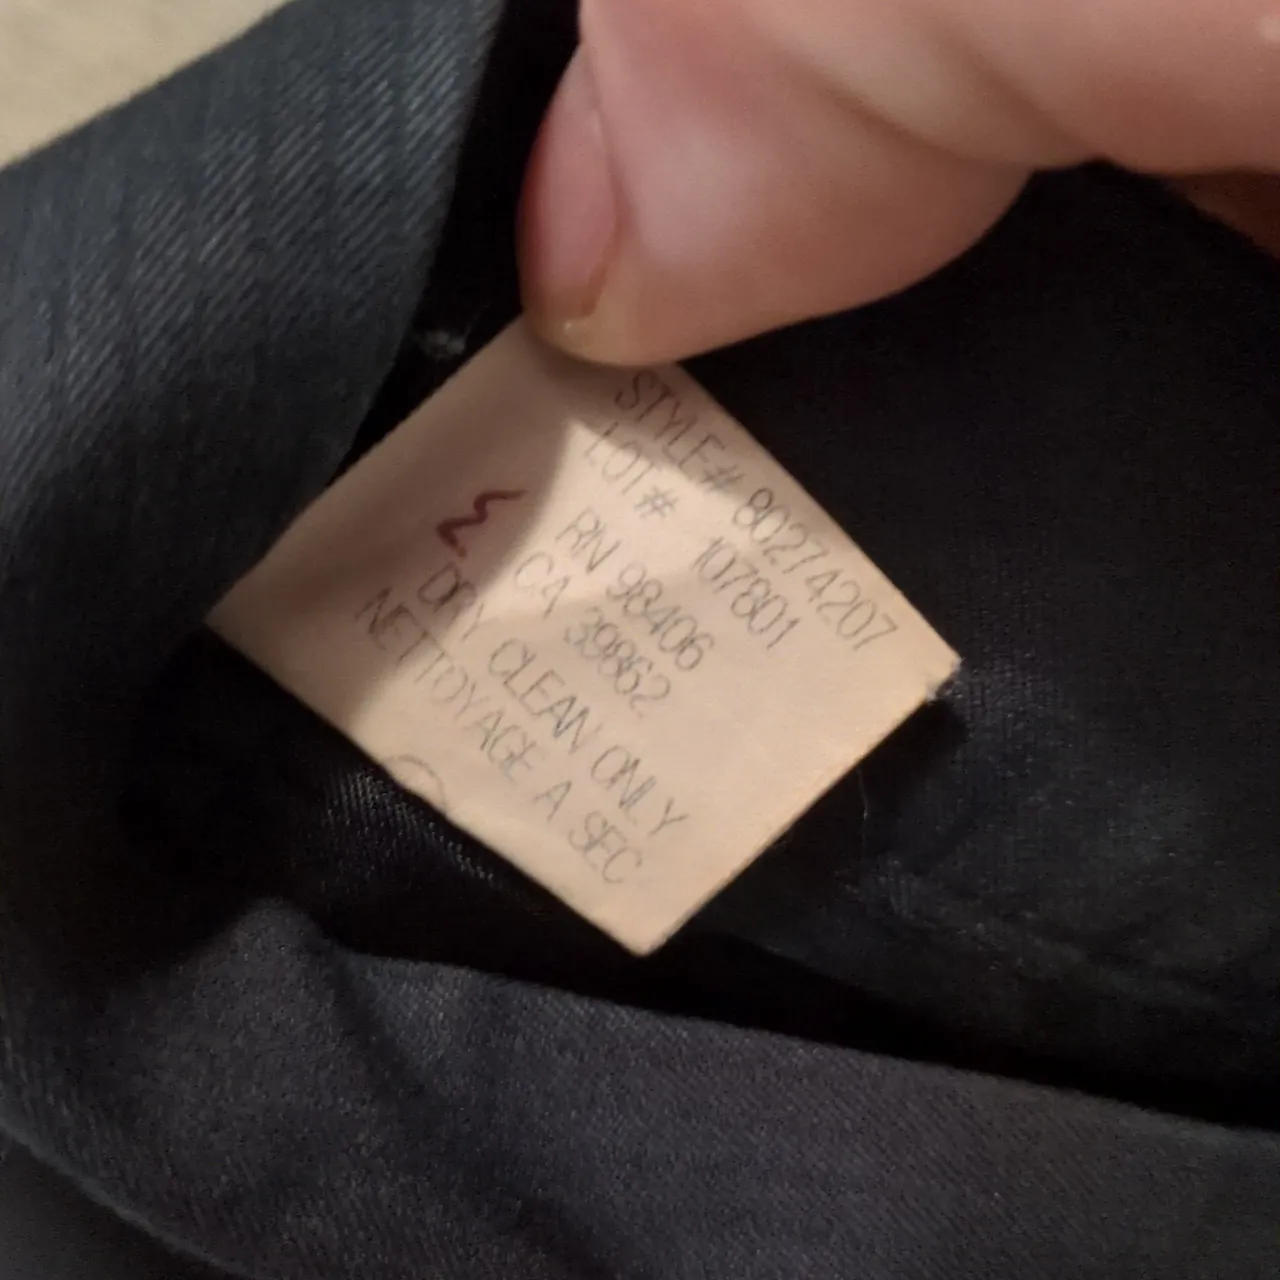 STYLE# 80274207
LOT# 107801
RN 98406
CA 39862
DRY CLEAN ONLY
NETTOYAGE A SEC